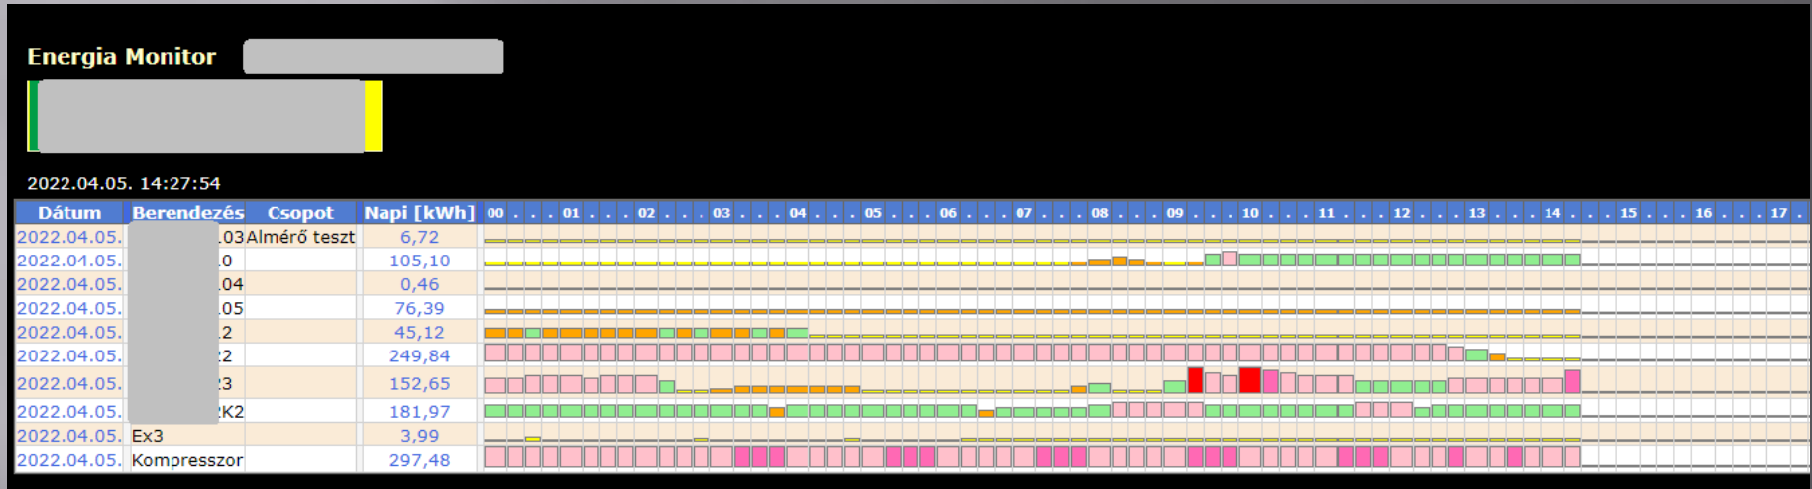 Energia Monitor
2022.04.05. 14:27:54
Dátum Berendezés Csopot Napi [kWh] 00 . . . 01 . . . 02 . . . 03 . . . 04 . . . 05 . . . 06 . . . 07 . . . 08 . . . 09 . . . 10 . . . 11 . . . 12 . . . 13 . . . 14 . . . 15 . . . 16 . . . 17 .
2022.04.05. .03 Almérő teszt 6,72
2022.04.05. .0 105,10
2022.04.05. .04 0,46
2022.04.05. .05 76,39
2022.04.05. .2 45,12
2022.04.05. 2 249,84
2022.04.05. 3 152,65
2022.04.05. K2 181,97
2022.04.05. Ex3 3,99
2022.04.05. Kompresszor 297,48